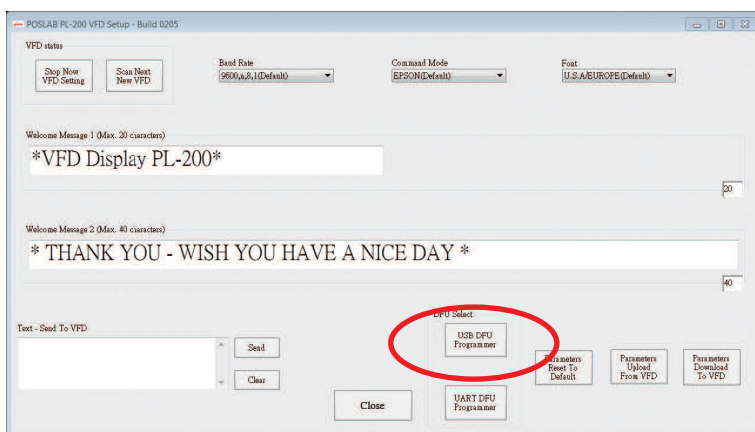 POSLAB PL-200 VFD Setup - Build 0205
VFD status
Stop Now
VFD Setting
Scan Next
New VFD
Baud Rate
9600,n,8,1(Default)
Command Mode
EPSON(Default)
Font
U.S.A/EUROPE(Default)
Welcome Message 1 (Max. 20 characters)
*VFD Display PL-200*
20
Welcome Message 2 (Max. 40 characters)
* THANK YOU - WISH YOU HAVE A NICE DAY *
40
Text - Send To VFD
Send
Clear
Close
DFU Select
USB DFU
Programmer
UART DFU
Programmer
Parameters
Reset To
Default
Parameters
Upload
From VFD
Parameters
Download
To VFD